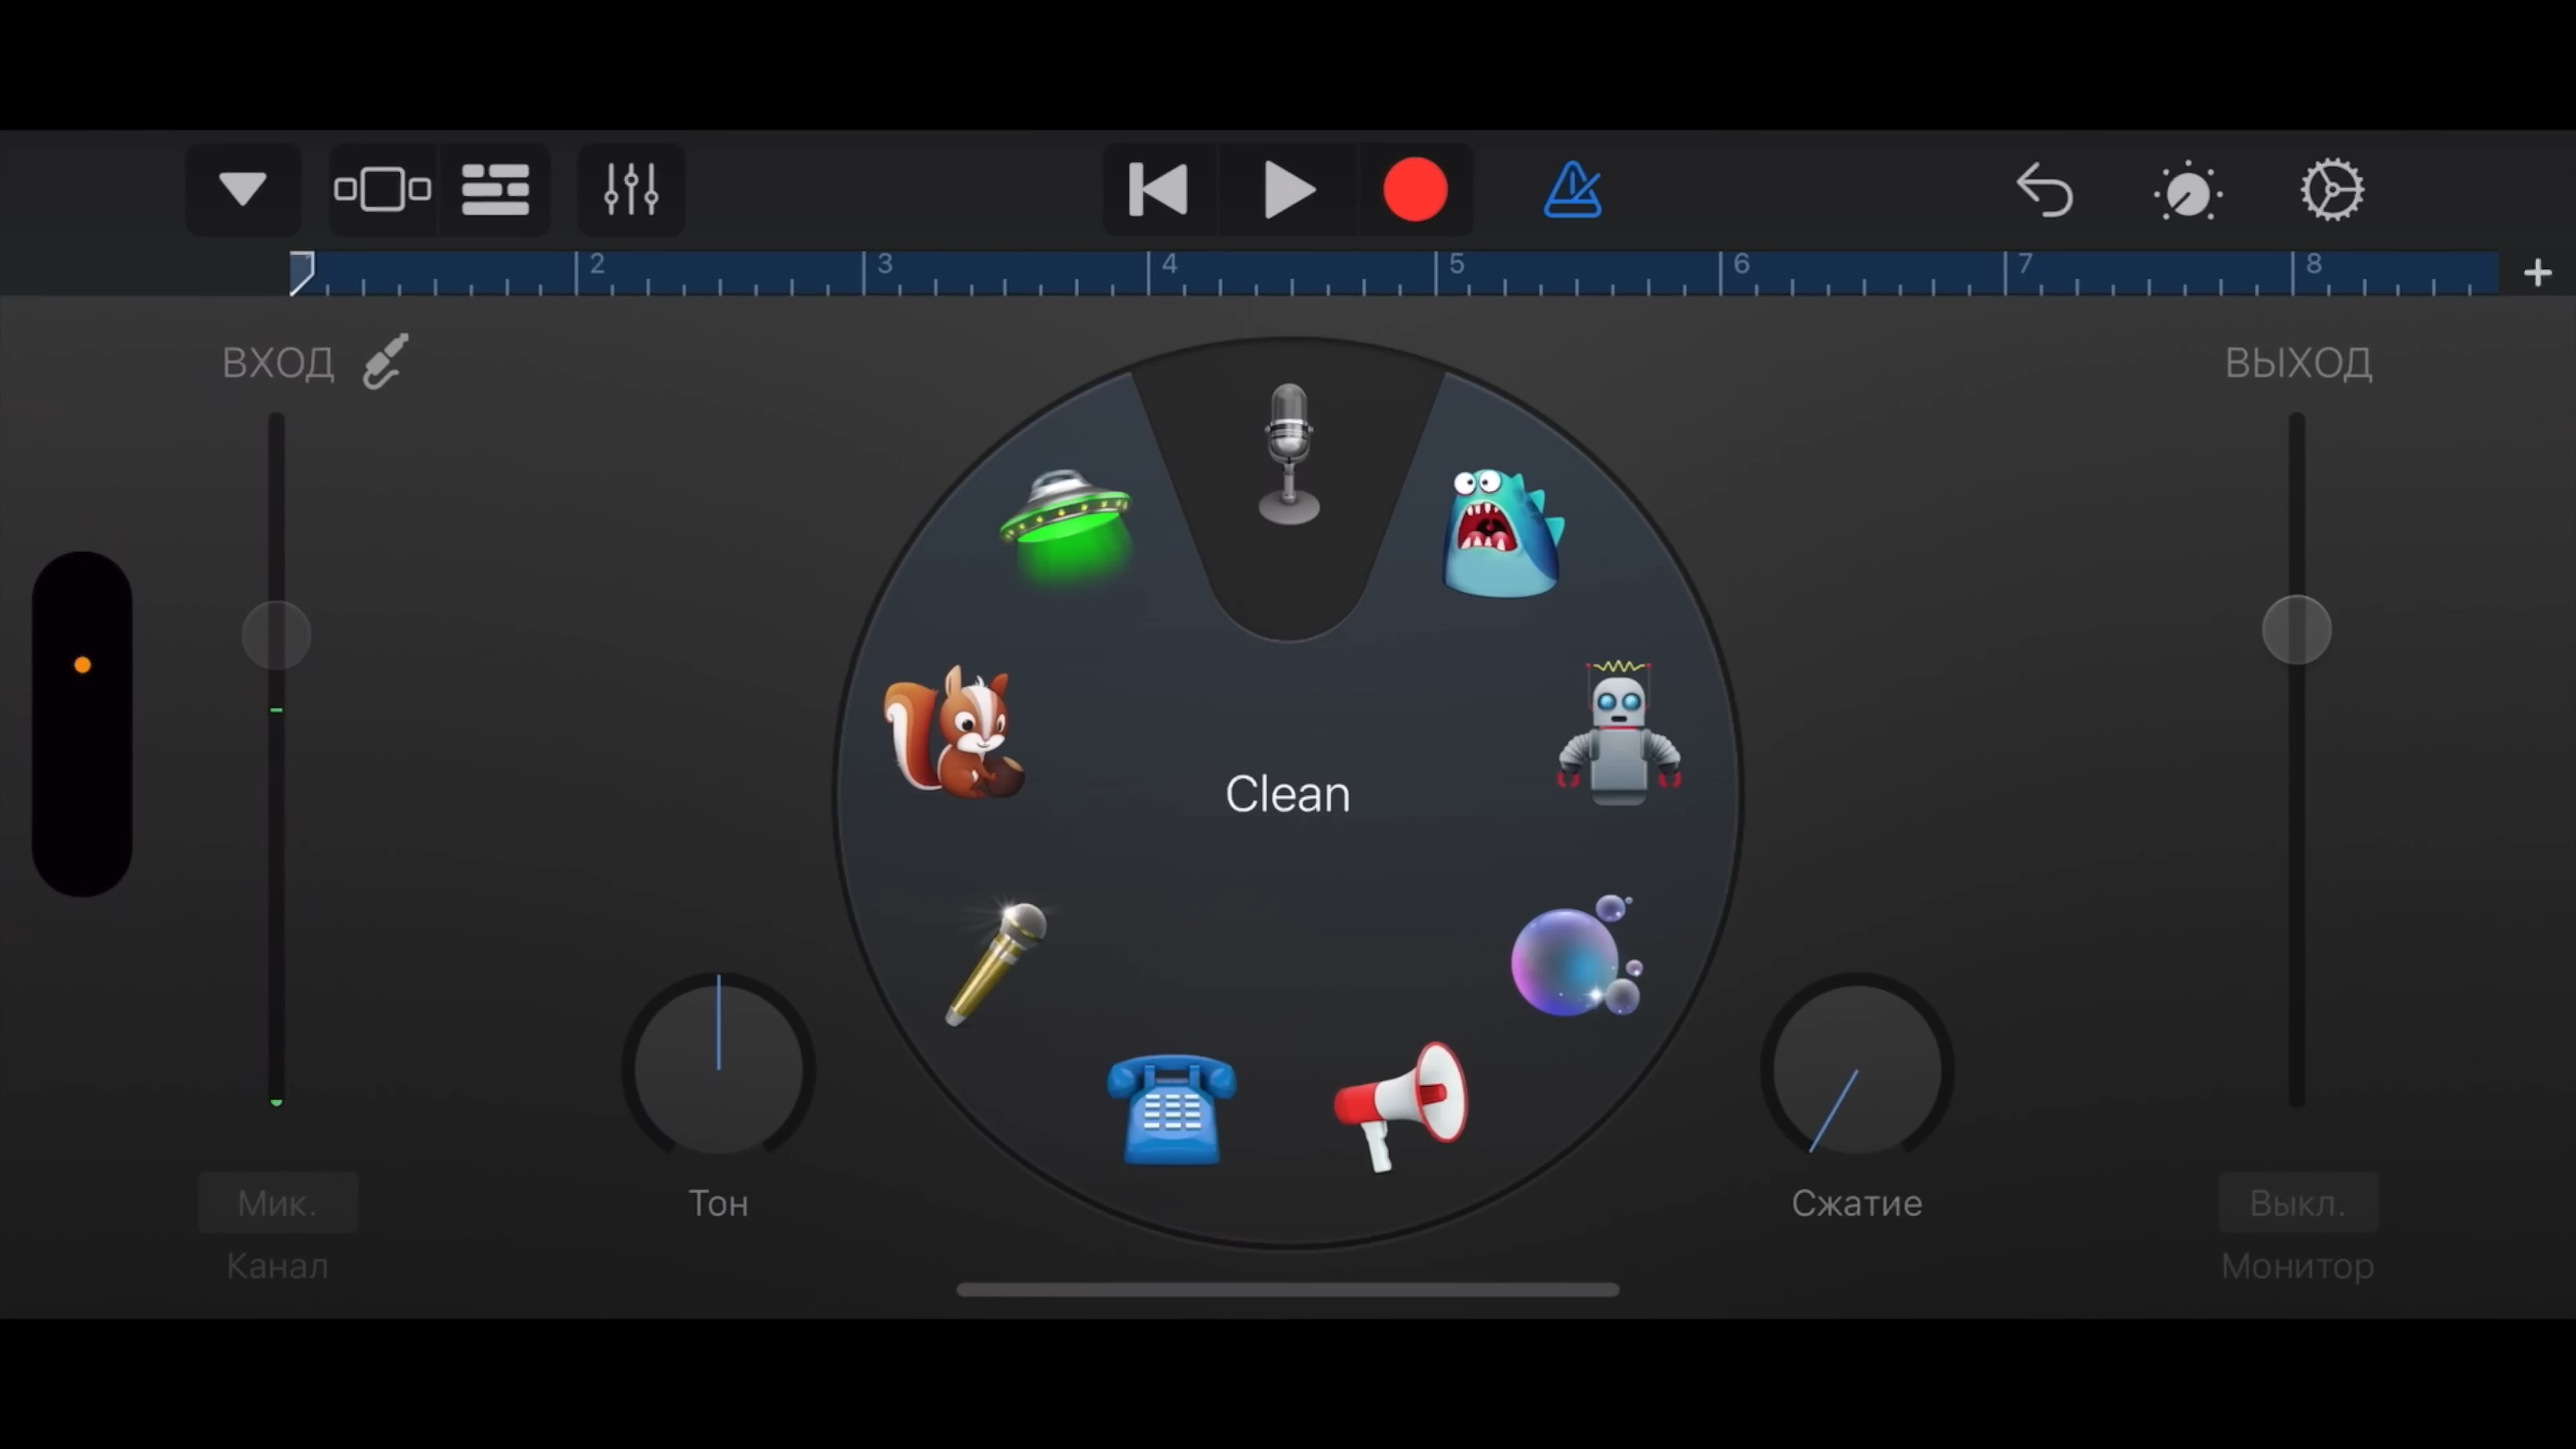 2 3 4 5 6 7 8 +
ВХОД
ВЫХОД
Clean
Тон
Сжатие
Мик.
Канал
Выкл.
Монитор